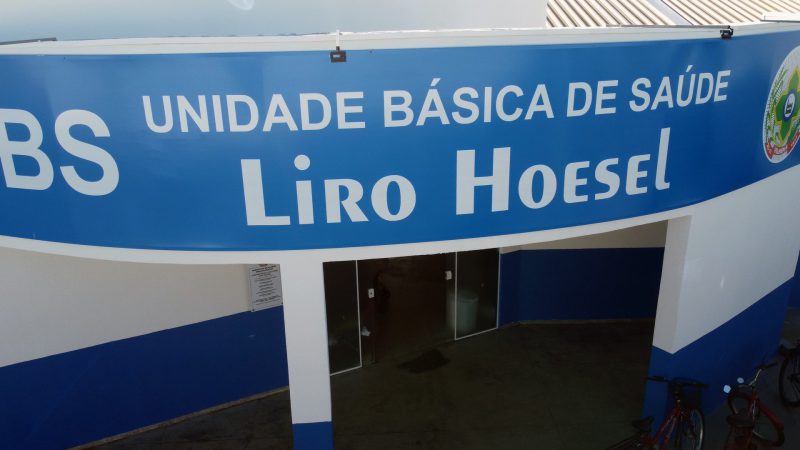 UNIDADE BÁSICA DE SAÚDE
BS
Liro Hoesel